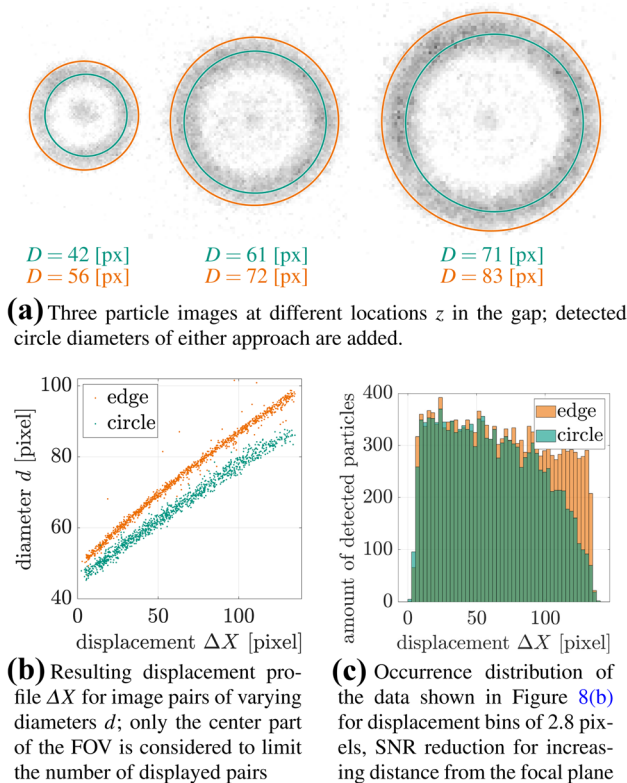 D = 42 [px]
D = 56 [px]
D = 61 [px]
D = 72 [px]
D = 71 [px]
D = 83 [px]
(a) Three particle images at different locations z in the gap; detected
circle diameters of either approach are added.
100
80
60
40
0
50
100
diameter d [pixel]
displacement ΔX [pixel]
edge
circle
400
300
200
100
0
0
50
100
amount of detected particles
displacement ΔX [pixel]
edge
circle
(b) Resulting displacement pro-
file ΔX for image pairs of varying
diameters d; only the center part
of the FOV is considered to limit
the number of displayed pairs
(c) Occurrence distribution of
the data shown in Figure 8(b)
for displacement bins of 2.8 pix-
els, SNR reduction for increas-
ing distance from the focal plane